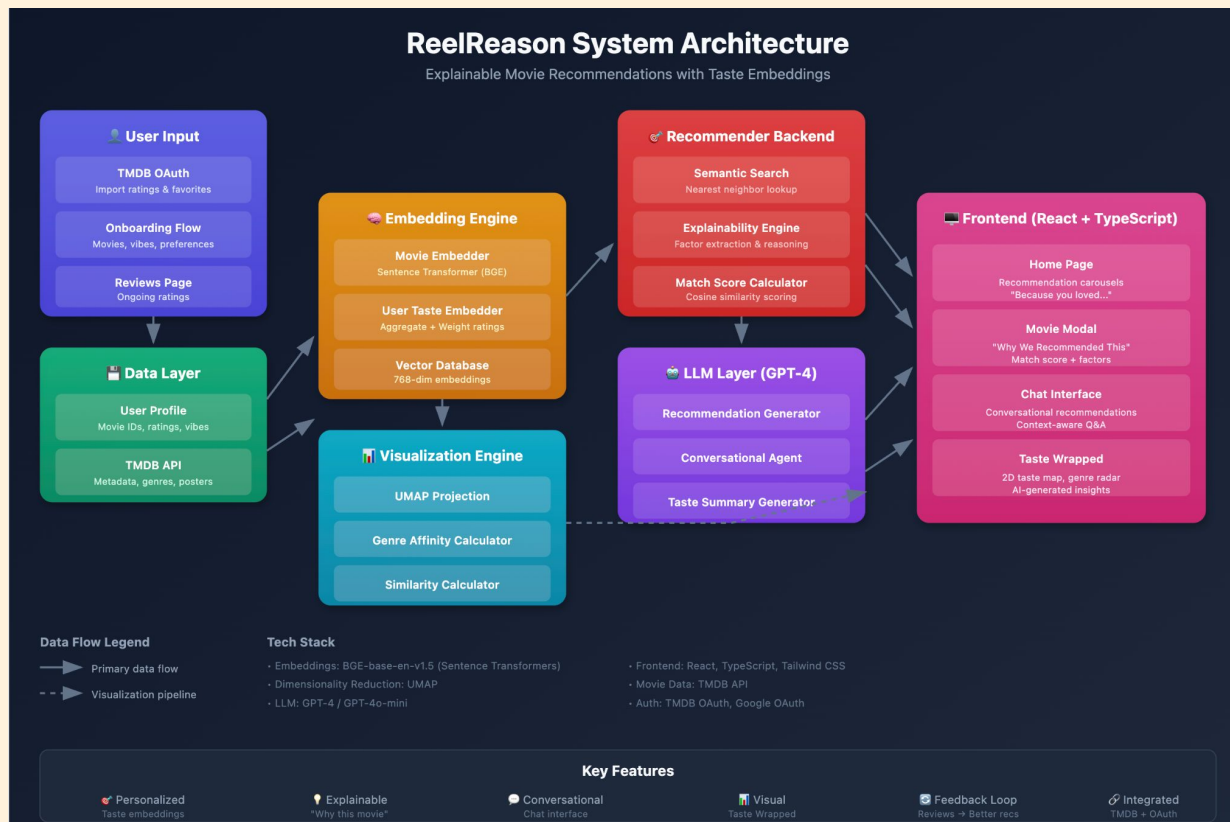 ReelReason System Architecture
Explainable Movie Recommendations with Taste Embeddings
User Input
TMDB OAuth
Import ratings & favorites
Onboarding Flow
Movies, vibes, preferences
Reviews Page
Ongoing ratings
Data Layer
User Profile
Movie IDs, ratings, vibes
TMDB API
Metadata, genres, posters
Embedding Engine
Movie Embedder
Sentence Transformer (BGE)
User Taste Embedder
Aggregate + Weight ratings
Vector Database
768-dim embeddings
Visualization Engine
UMAP Projection
Genre Affinity Calculator
Similarity Calculator
Recommender Backend
Semantic Search
Nearest neighbor lookup
Explainability Engine
Factor extraction & reasoning
Match Score Calculator
Cosine similarity scoring
LLM Layer (GPT-4)
Recommendation Generator
Conversational Agent
Taste Summary Generator
Frontend (React + TypeScript)
Home Page
Recommendation carousels
"Because you loved..."
Movie Modal
"Why We Recommended This"
Match score + factors
Chat Interface
Conversational recommendations
Context-aware Q&A
Taste Wrapped
2D taste map, genre radar
AI-generated insights
Data Flow Legend
Primary data flow
Visualization pipeline
Tech Stack
• Embeddings: BGE-base-en-v1.5 (Sentence Transformers)
• Dimensionality Reduction: UMAP
• LLM: GPT-4 / GPT-4o-mini
• Frontend: React, TypeScript, Tailwind CSS
• Movie Data: TMDB API
• Auth: TMDB OAuth, Google OAuth
Key Features
Personalized
Taste embeddings
Explainable
"Why this movie"
Conversational
Chat interface
Visual
Taste Wrapped
Feedback Loop
Reviews → Better recs
Integrated
TMDB + OAuth